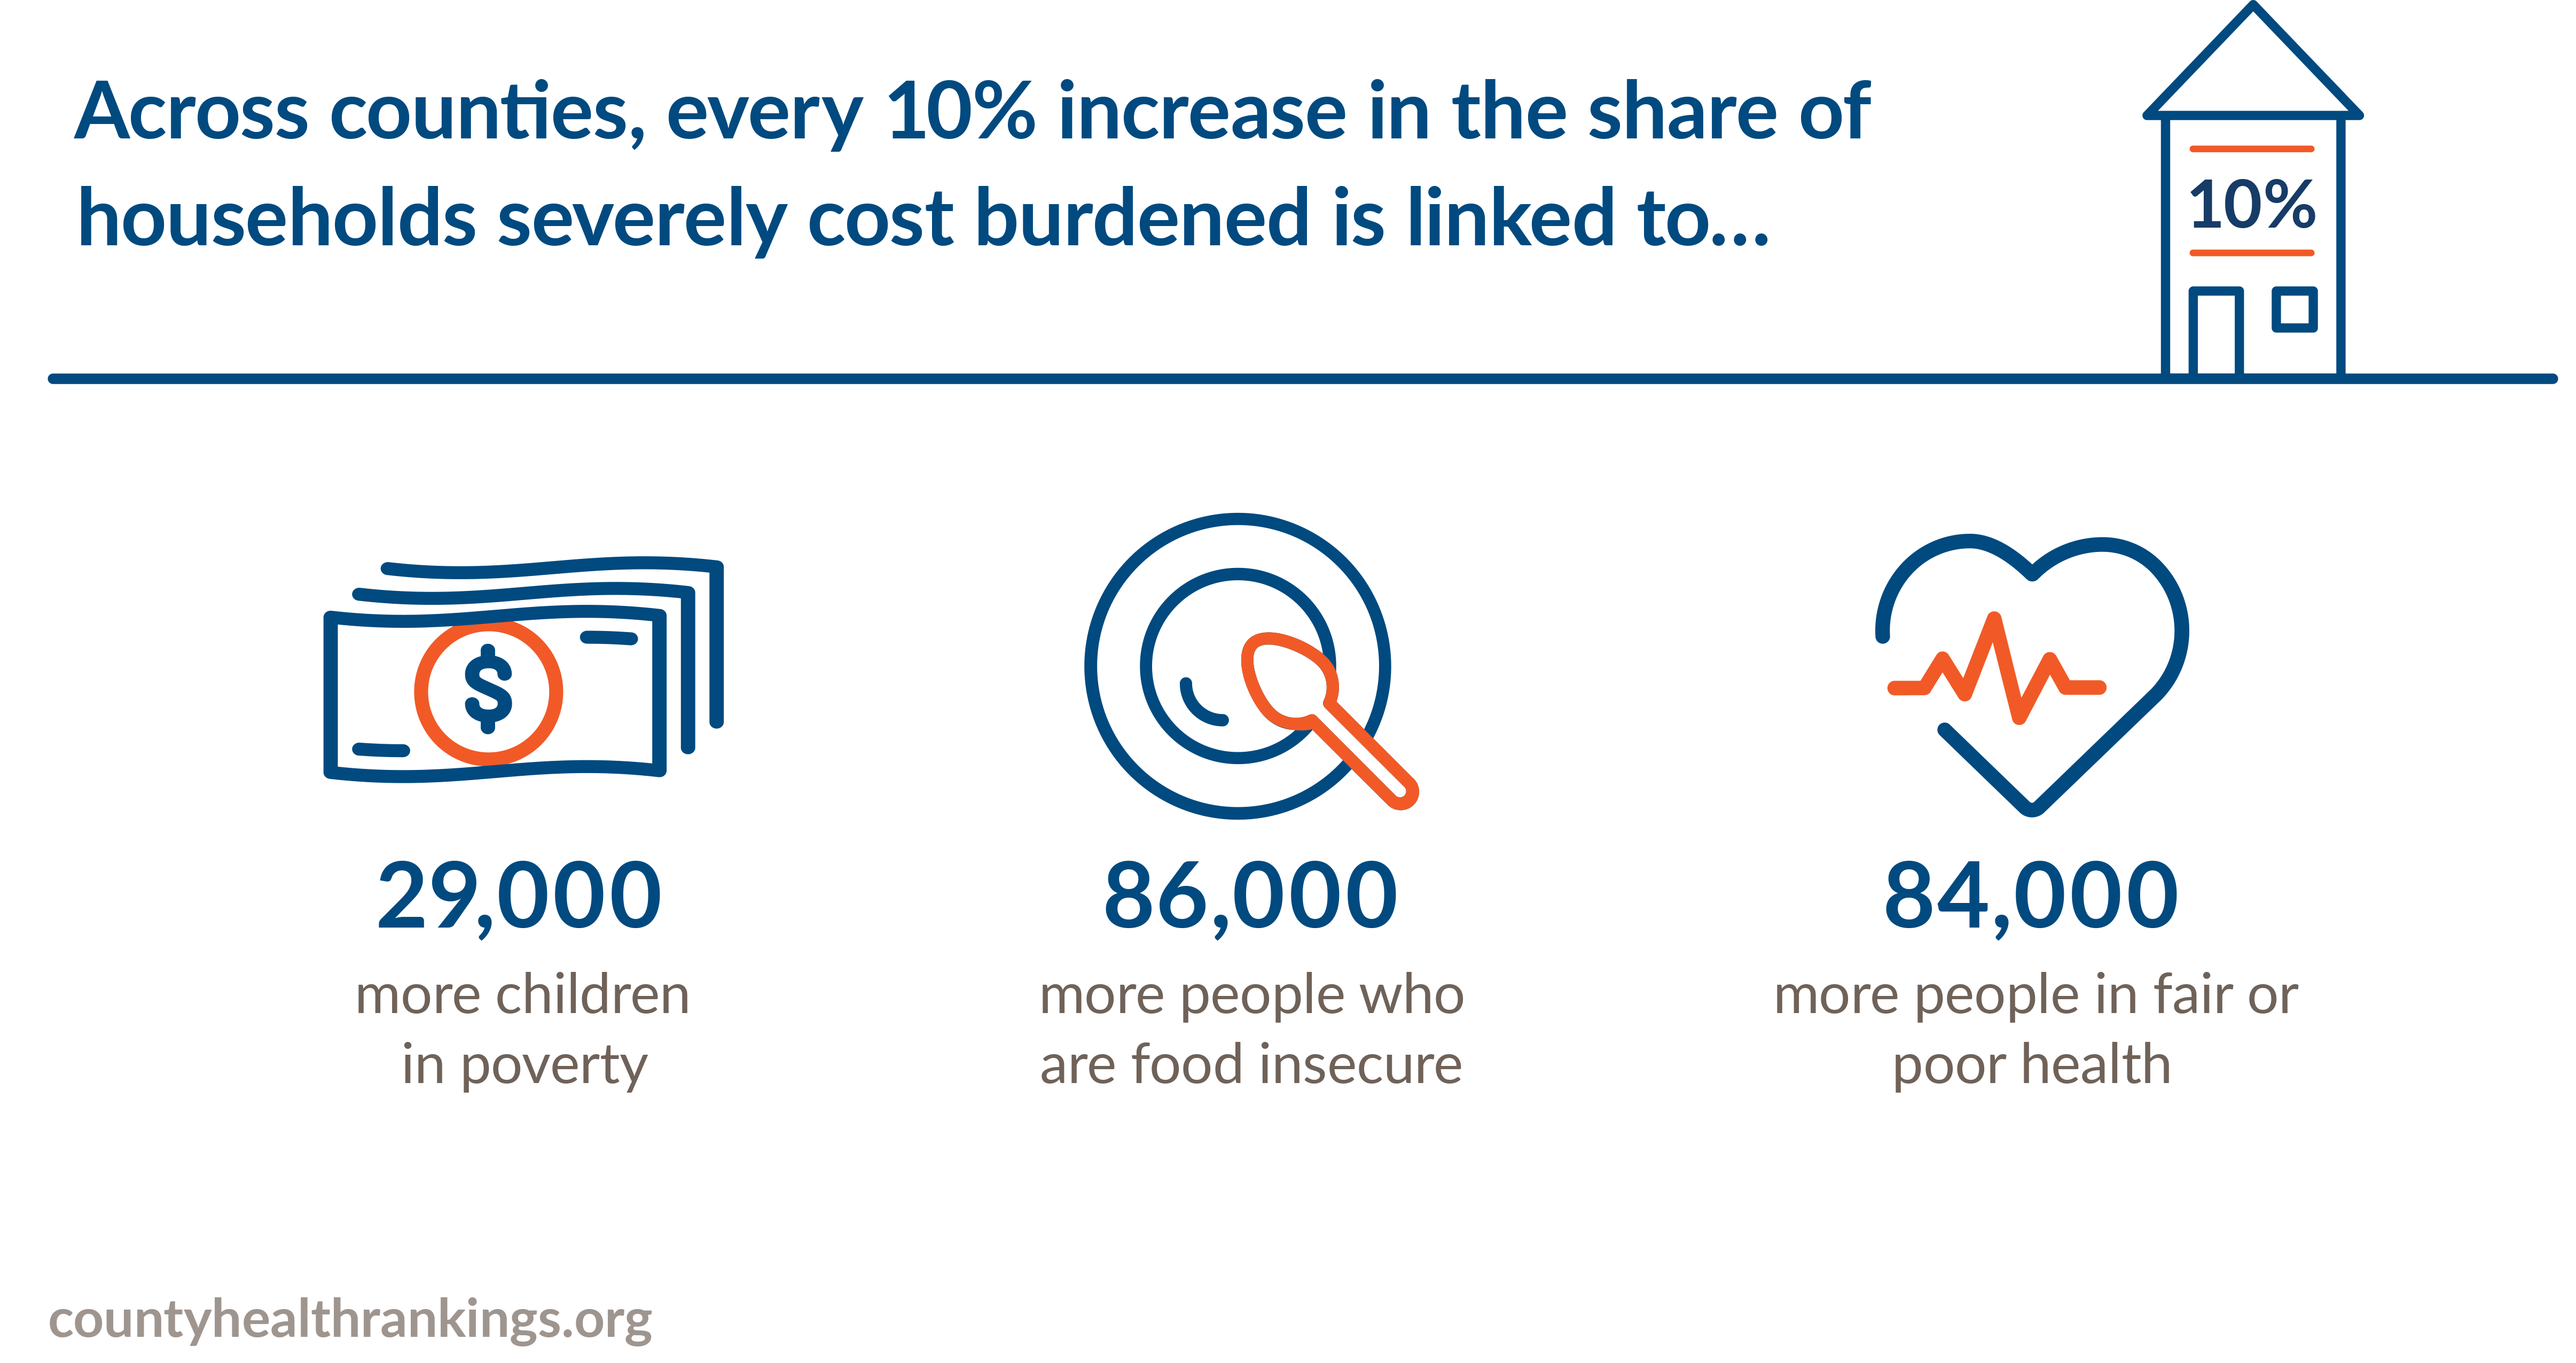 Across counties, every 10% increase in the share of
households severely cost burdened is linked to...
10%
$
29,000
more children
in poverty
86,000
more people who
are food insecure
84,000
more people in fair or
poor health
countyhealthrankings.org